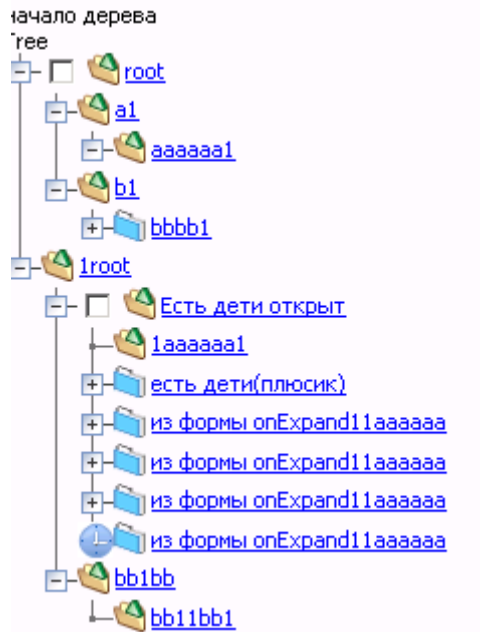 начало дерева
Tree
root
a1
aaaaaa1
b1
bbbb1
1root
Есть дети открыт
1aaaaaa1
есть дети(плюсик)
из формы onExpand11aaaaaa
из формы onExpand11aaaaaa
из формы onExpand11aaaaaa
из формы onExpand11aaaaaa
bb1bb
bb11bb1